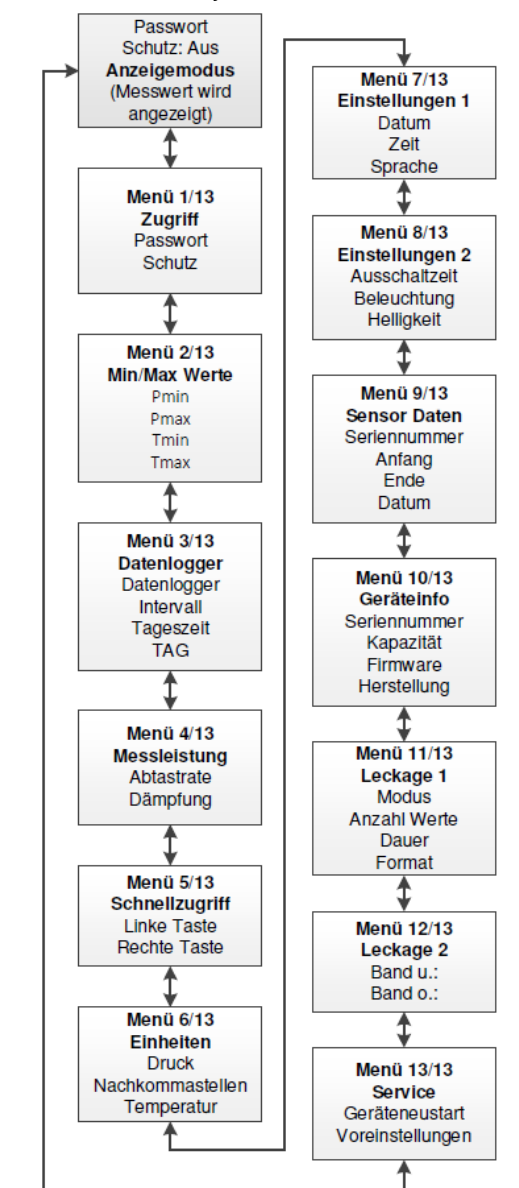 Passwort
Schutz: Aus
Anzeigemodus
(Messwert wird
angezeigt)
Menü 1/13
Zugriff
Passwort
Schutz
Menü 2/13
Min/Max Werte
Pmin
Pmax
Tmin
Tmax
Menü 3/13
Datenlogger
Datenlogger
Intervall
Tageszeit
TAG
Menü 4/13
Messleistung
Abtastrate
Dämpfung
Menü 5/13
Schnellzugriff
Linke Taste
Rechte Taste
Menü 6/13
Einheiten
Druck
Nachkommastellen
Temperatur
Menü 7/13
Einstellungen 1
Datum
Zeit
Sprache
Menü 8/13
Einstellungen 2
Ausschaltzeit
Beleuchtung
Helligkeit
Menü 9/13
Sensor Daten
Seriennummer
Anfang
Ende
Datum
Menü 10/13
Geräteinfo
Seriennummer
Kapazität
Firmware
Herstellung
Menü 11/13
Leckage 1
Modus
Anzahl Werte
Dauer
Format
Menü 12/13
Leckage 2
Band u.:
Band o.:
Menü 13/13
Service
Geräteneustart
Voreinstellungen